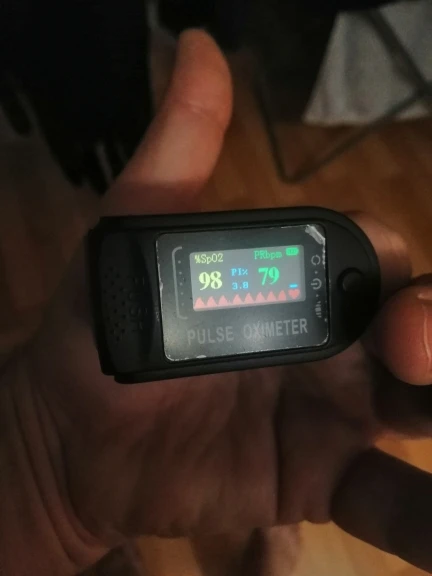 %SpO2 PRbpm
98 PI% 79
3.8
PULSE OXIMETER